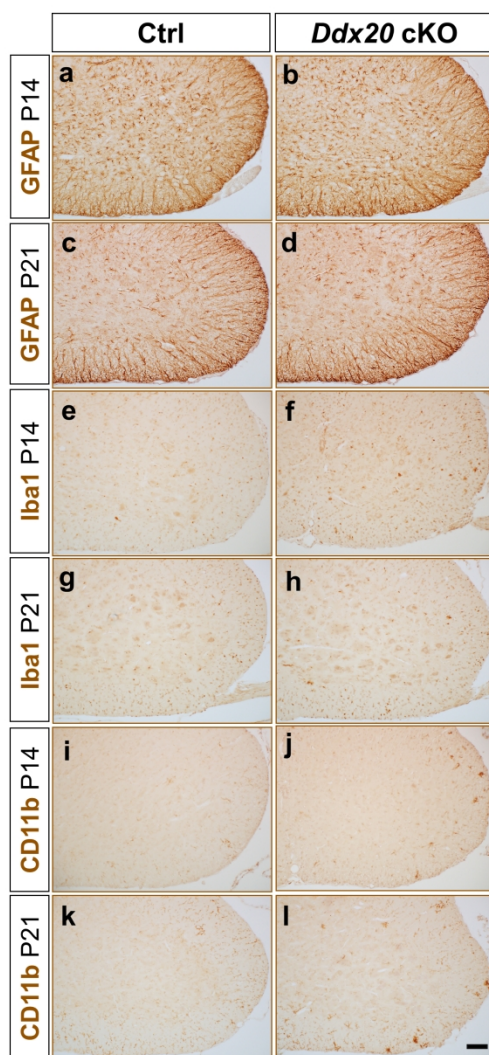 Ctrl
Ddx20 cKO
GFAP P14
a
b
GFAP P21
c
d
Iba1 P14
e
f
Iba1 P21
g
h
CD11b P14
i
j
CD11b P21
k
l